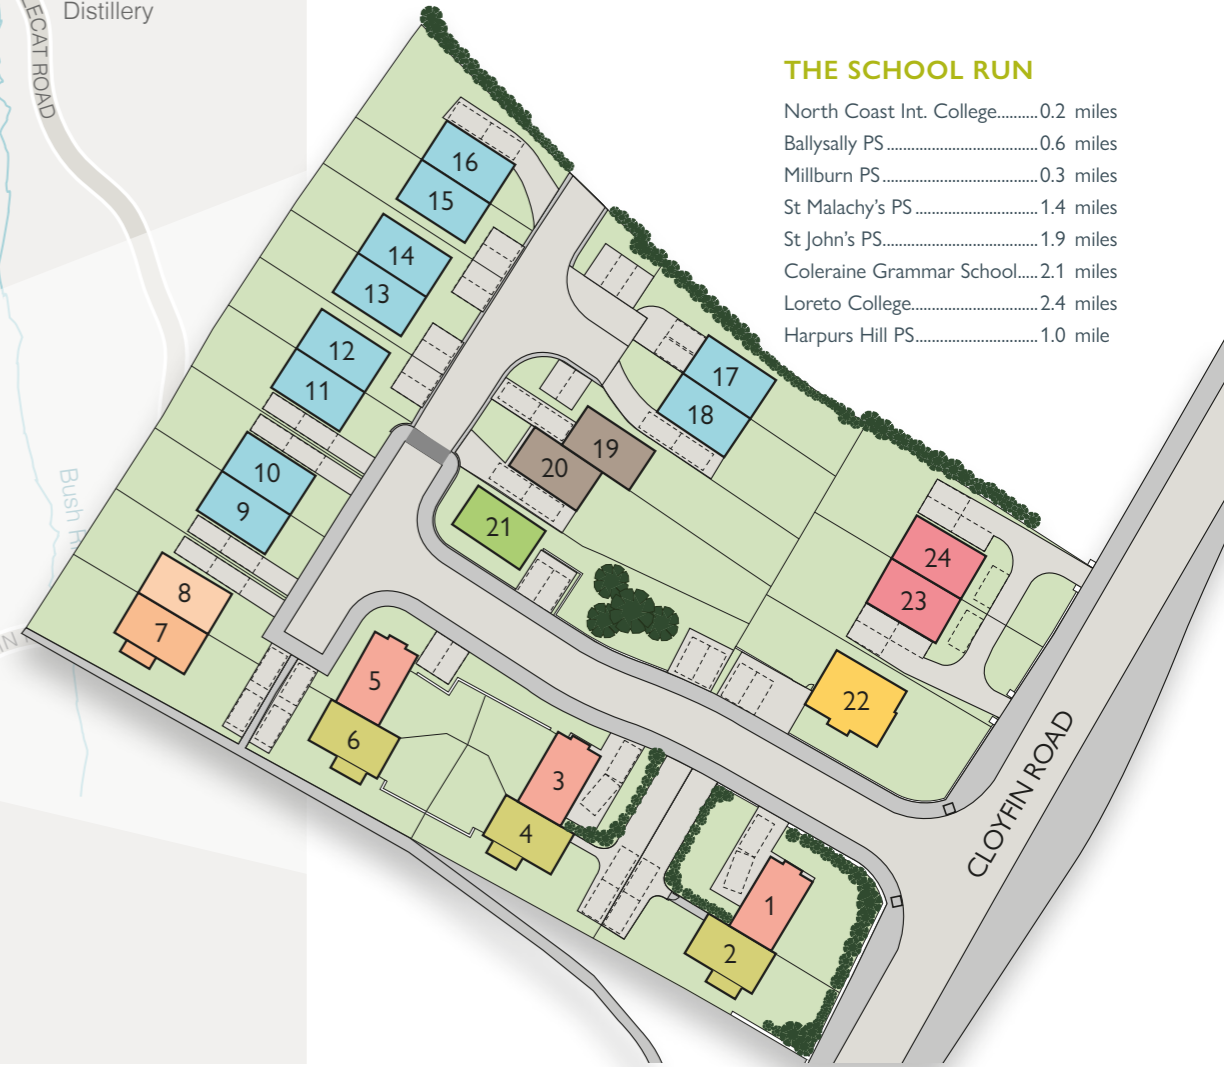 Distillery
LECAT ROAD
THE SCHOOL RUN
North Coast Int. College.........0.2 miles
Ballysally PS......................................0.6 miles
Millburn PS.......................................0.3 miles
St Malachy's PS...............................1.4 miles
St John's PS.......................................1.9 miles
Coleraine Grammar School.....2.1 miles
Loreto College................................2.4 miles
Harpurs Hill PS...............................1.0 mile
16
15
14
13
12
11
10
9
8
7
17
18
19
20
21
24
23
22
5
6
3
4
1
2
CLOYFIN ROAD
Bush